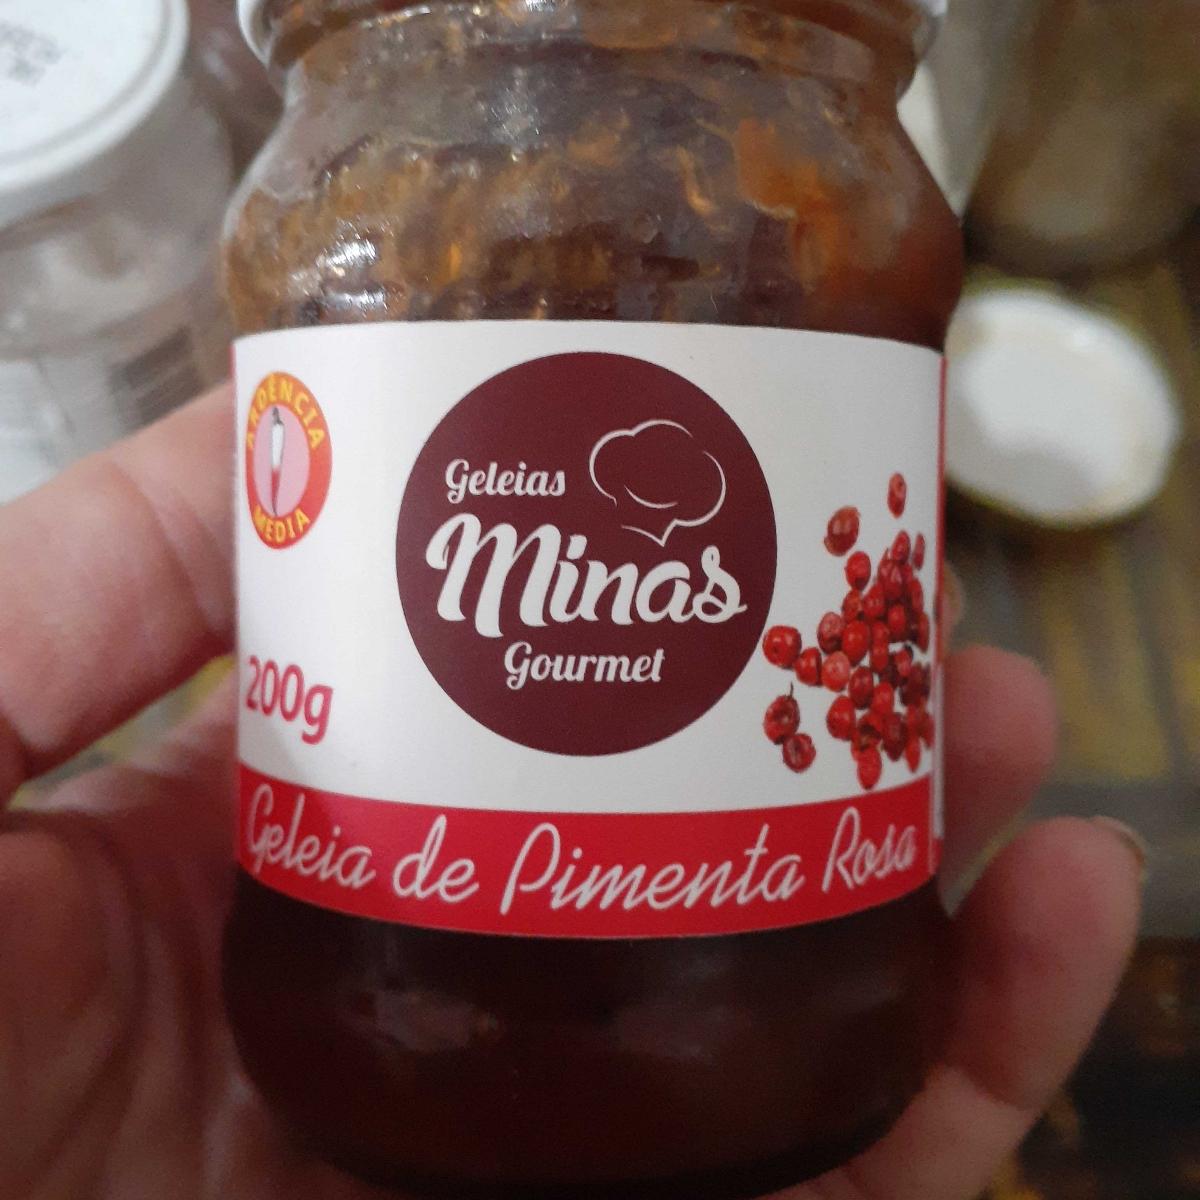 ARDÊNCIA
MÉDIA
Geleias
Minas
Gourmet
200g
Geleia de Pimenta Rosa